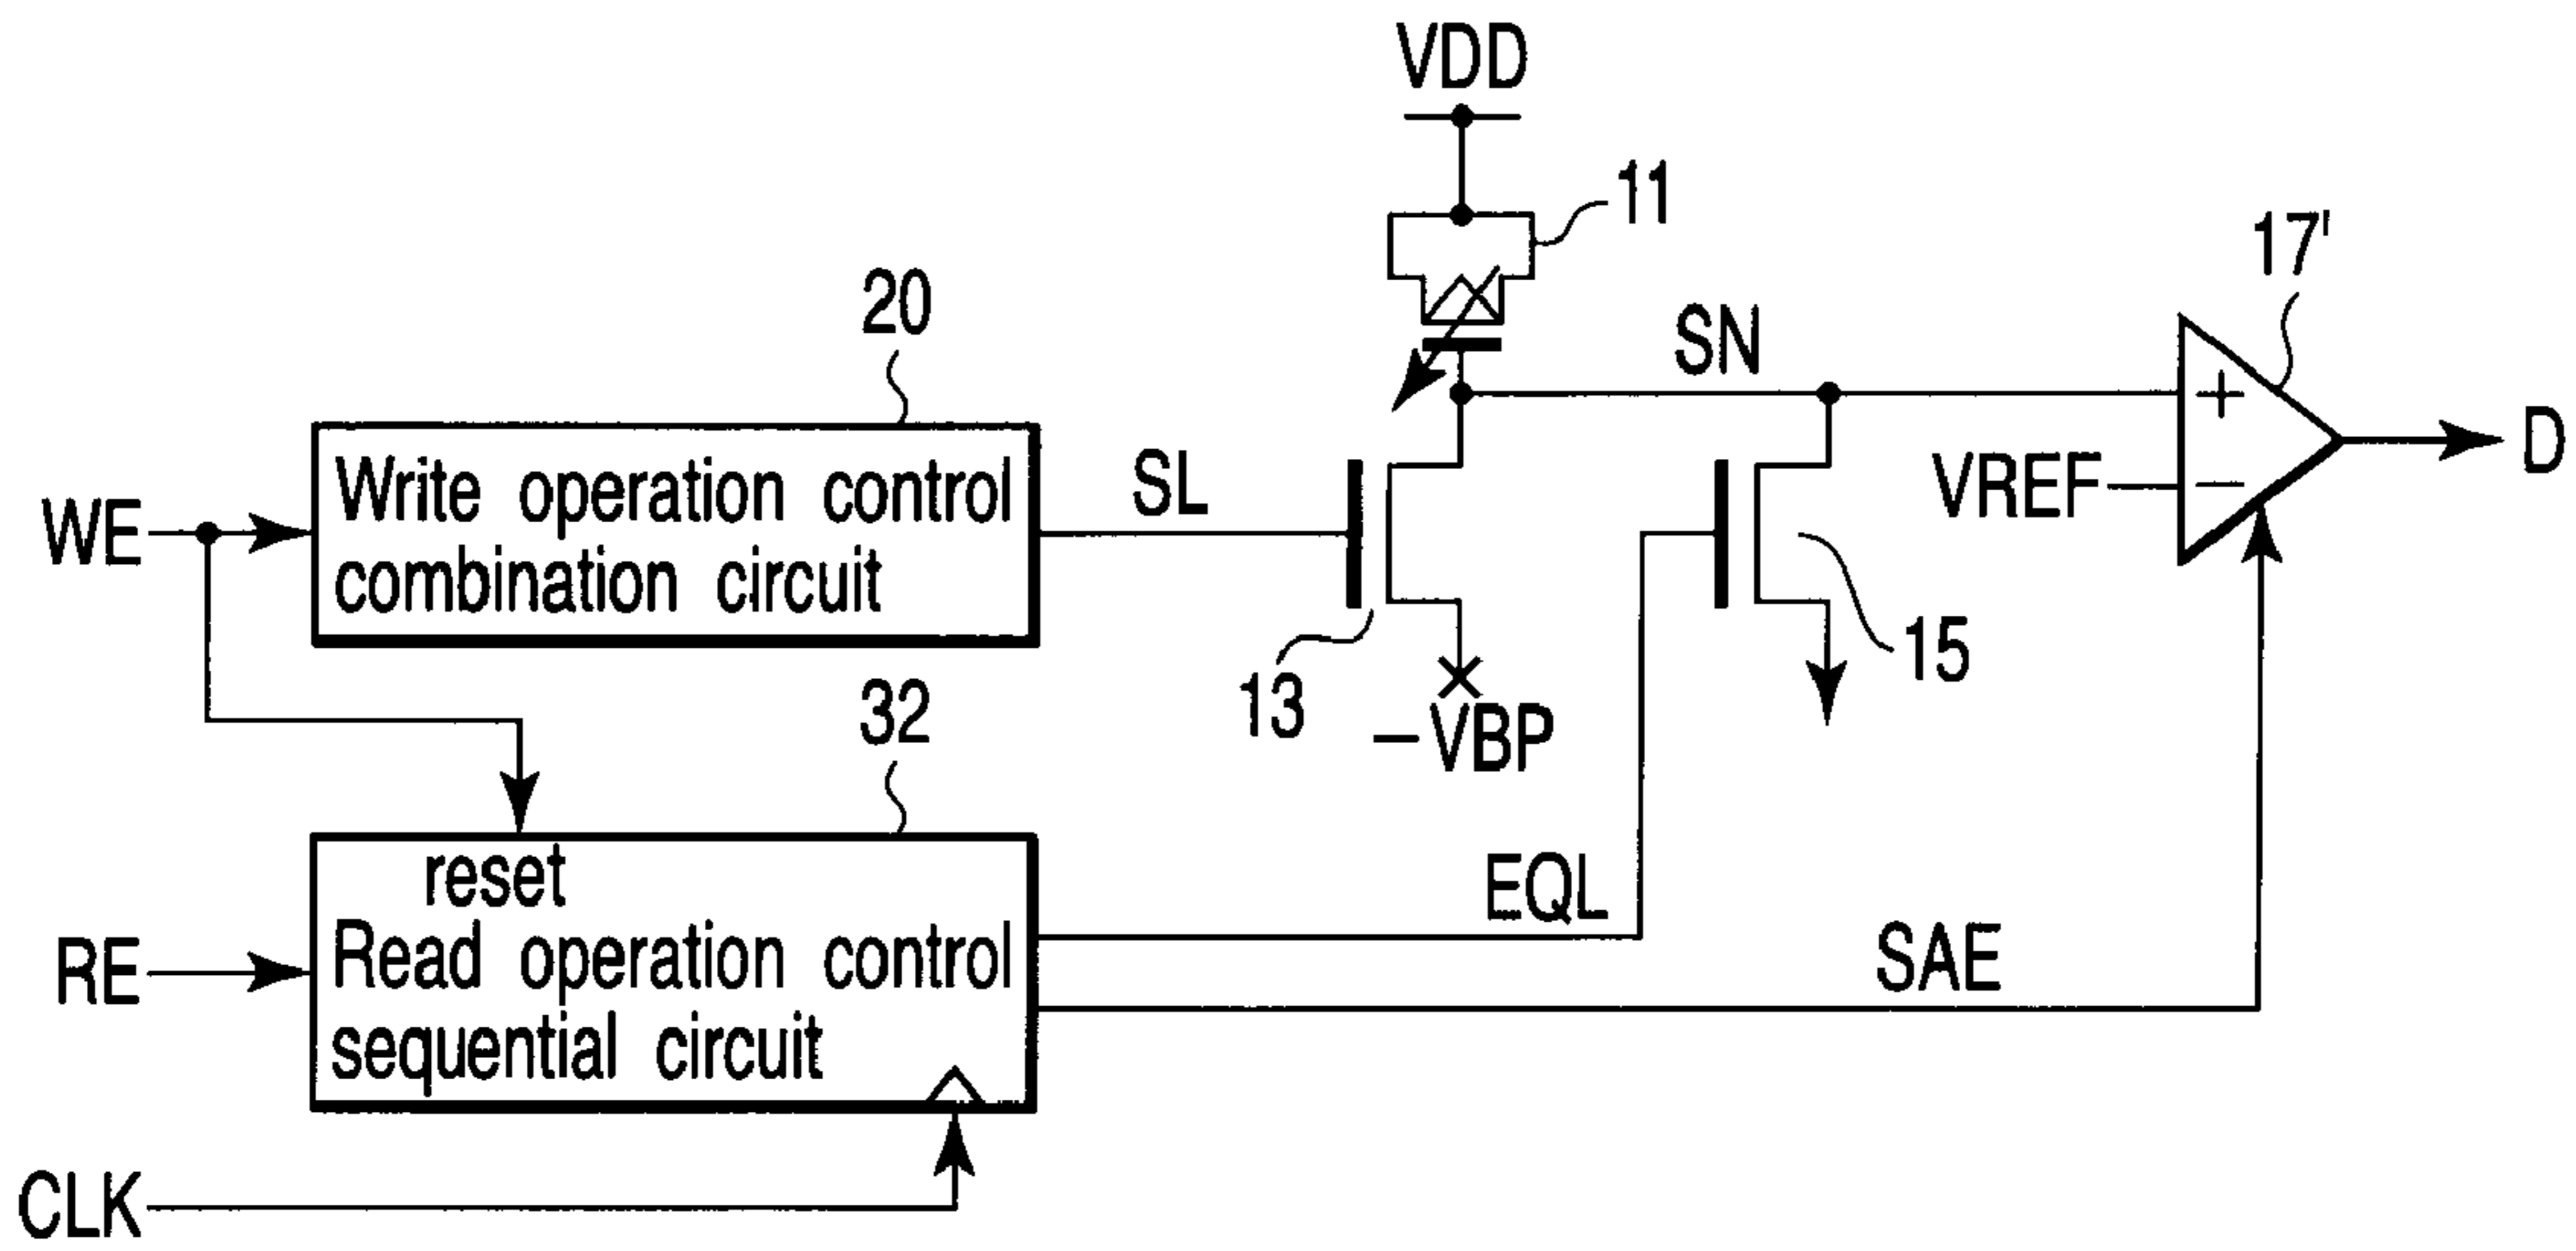 VDD
11
17'
20
SN
Write operation control
combination circuit
SL
WE
VREF
D
13
15
-VBP
32
reset
Read operation control
sequential circuit
RE
EQL
SAE
CLK
+
−